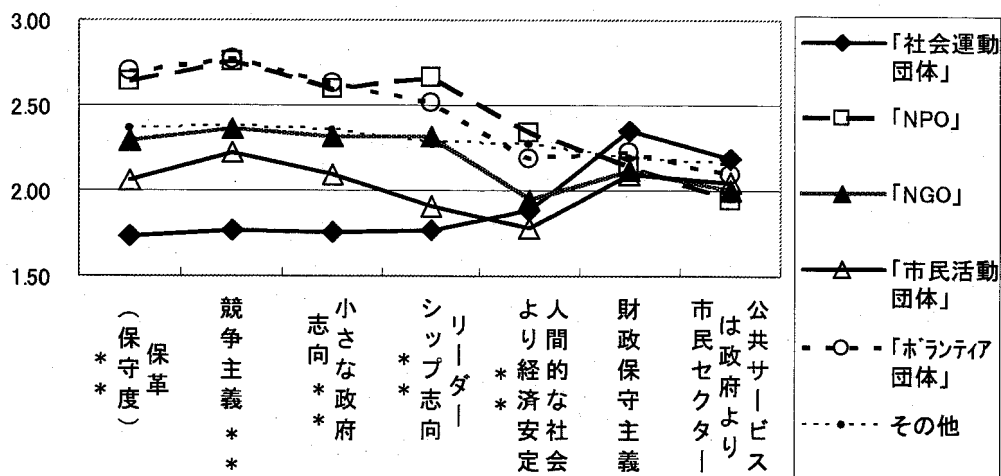 3.00
2.50
2.00
1.50
保革
(保守度)
**
競争主義**
小さな政府
志向**
リーダー
シップ志向
**
人間的な社会
より経済安定
**
財政保守主義
公共サービス
は政府より
市民セクター
「社会運動
団体」
「NPO」
「NGO」
「市民活動
団体」
「ボランティア
団体」
その他